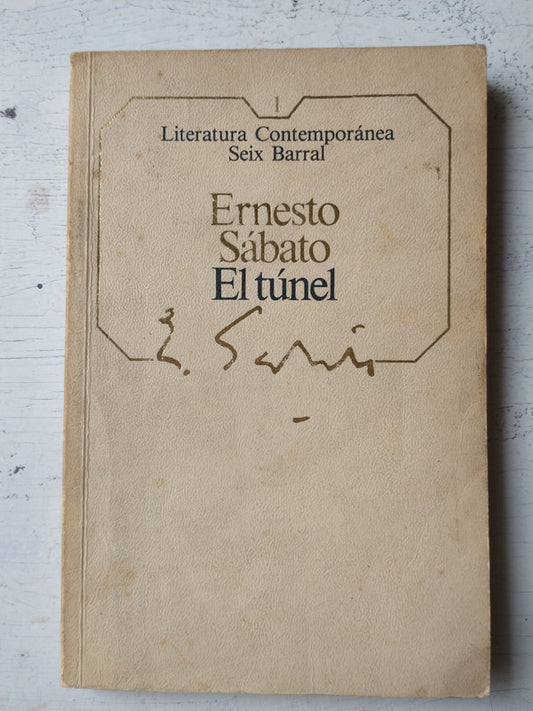 1
Literatura Contemporánea
Seix Barral
Ernesto
Sábato
El túnel